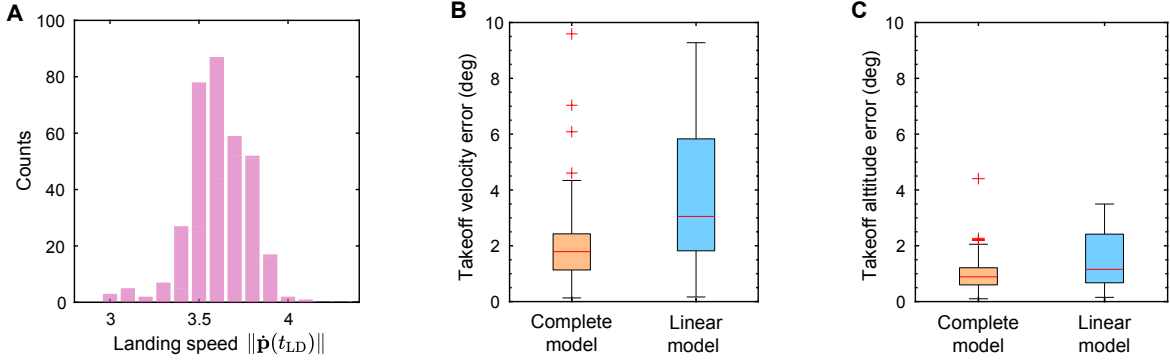 A
100
80
60
40
20
0
Counts
3
3.5
4
Landing speed ‖ṗ(t_LD)‖
B
10
8
6
4
2
0
Takeoff velocity error (deg)
Complete
model
Linear
model
C
10
8
6
4
2
0
Takeoff alttitude error (deg)
Complete
model
Linear
model